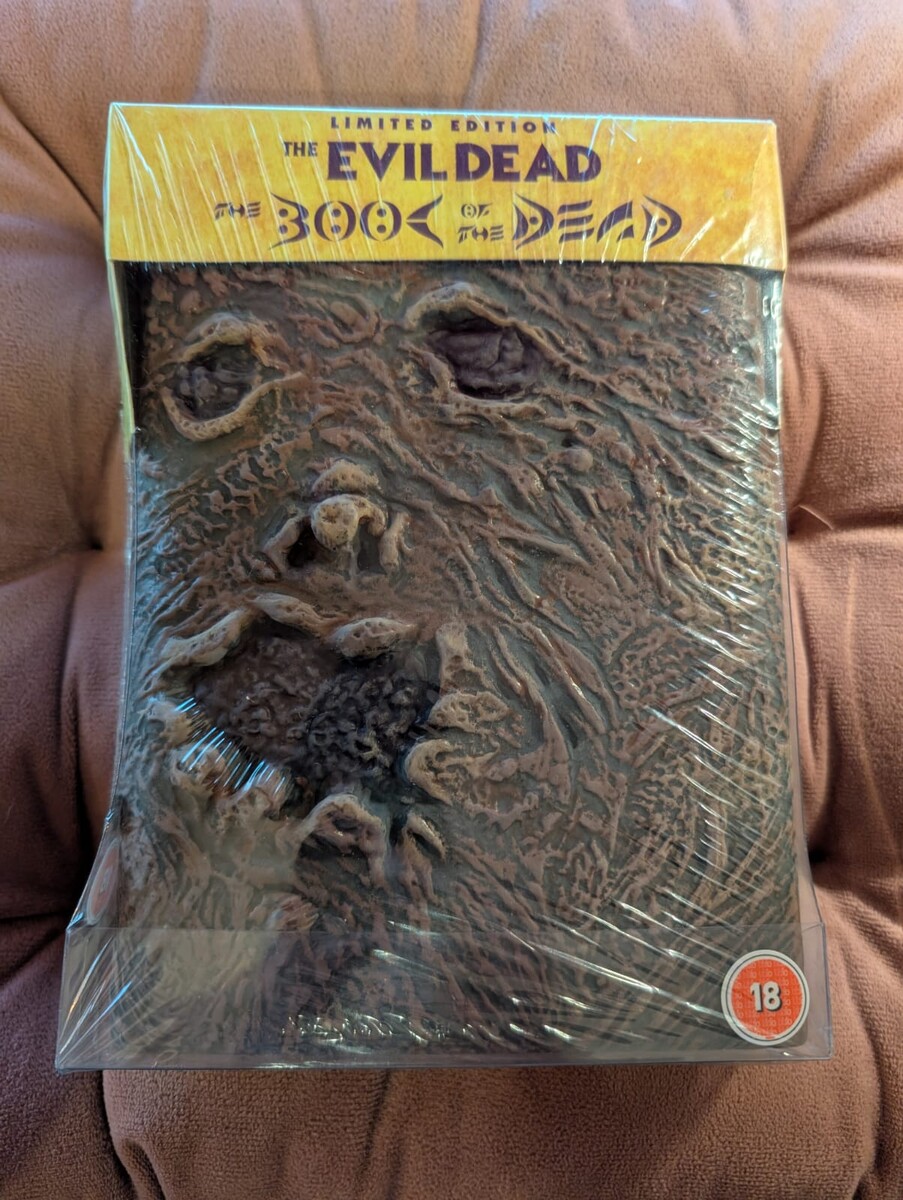 LIMITED EDITION
THE EVIL DEAD
THE BOOK OF THE DEAD
18